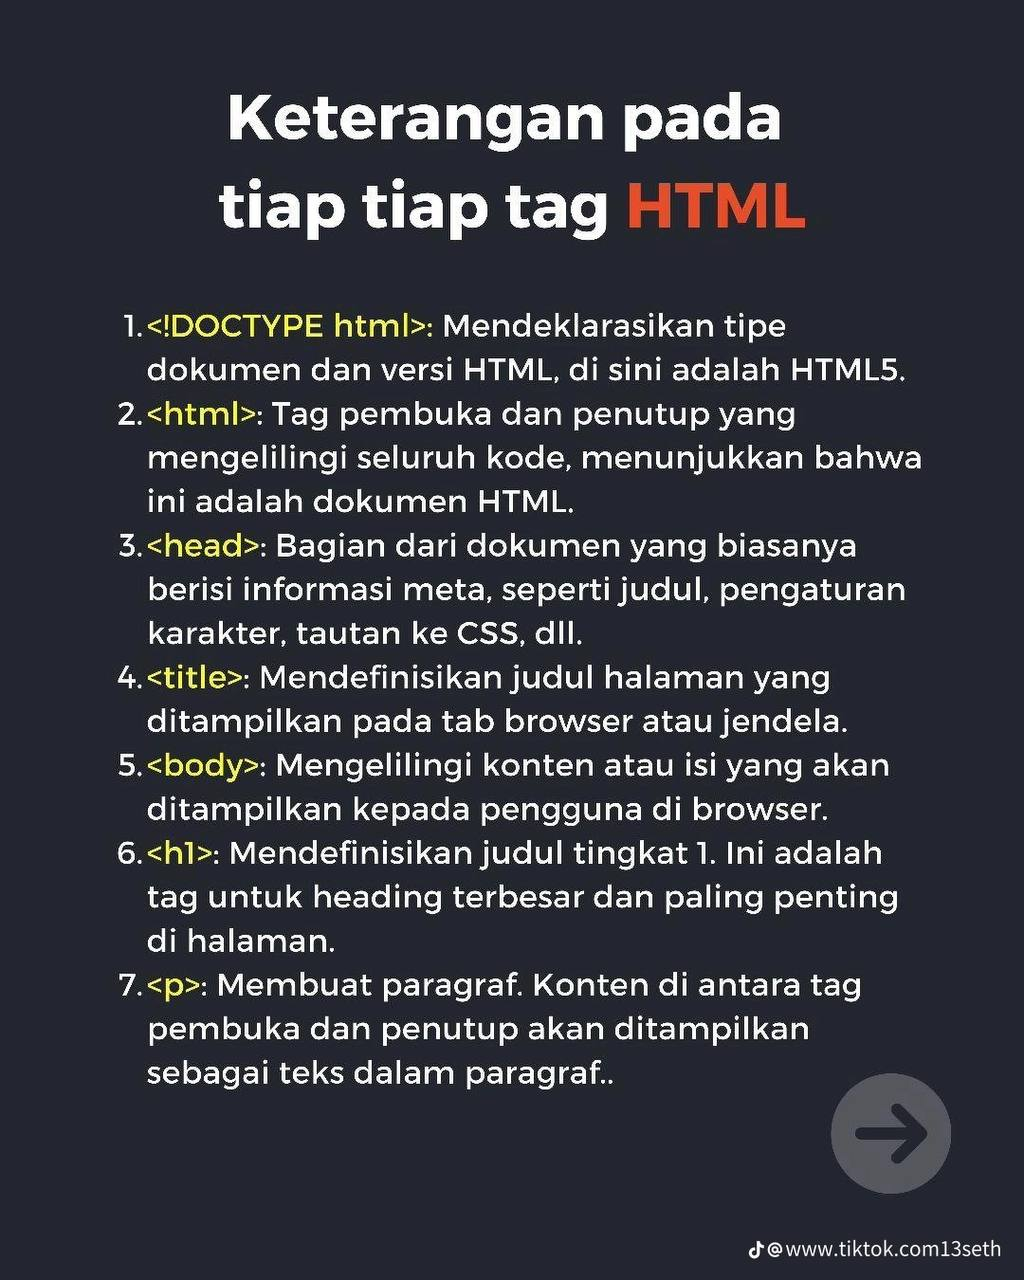 Keterangan pada
tiap tiap tag HTML
1. <!DOCTYPE html>: Mendeklarasikan tipe
dokumen dan versi HTML, di sini adalah HTML5.
2. <html>: Tag pembuka dan penutup yang
mengelilingi seluruh kode, menunjukkan bahwa
ini adalah dokumen HTML.
3. <head>: Bagian dari dokumen yang biasanya
berisi informasi meta, seperti judul, pengaturan
karakter, tautan ke CSS, dll.
4. <title>: Mendefinisikan judul halaman yang
ditampilkan pada tab browser atau jendela.
5. <body>: Mengelilingi konten atau isi yang akan
ditampilkan kepada pengguna di browser.
6. <h1>: Mendefinisikan judul tingkat 1. Ini adalah
tag untuk heading terbesar dan paling penting
di halaman.
7. <p>: Membuat paragraf. Konten di antara tag
pembuka dan penutup akan ditampilkan
sebagai teks dalam paragraf..
@www.tiktok.com13seth